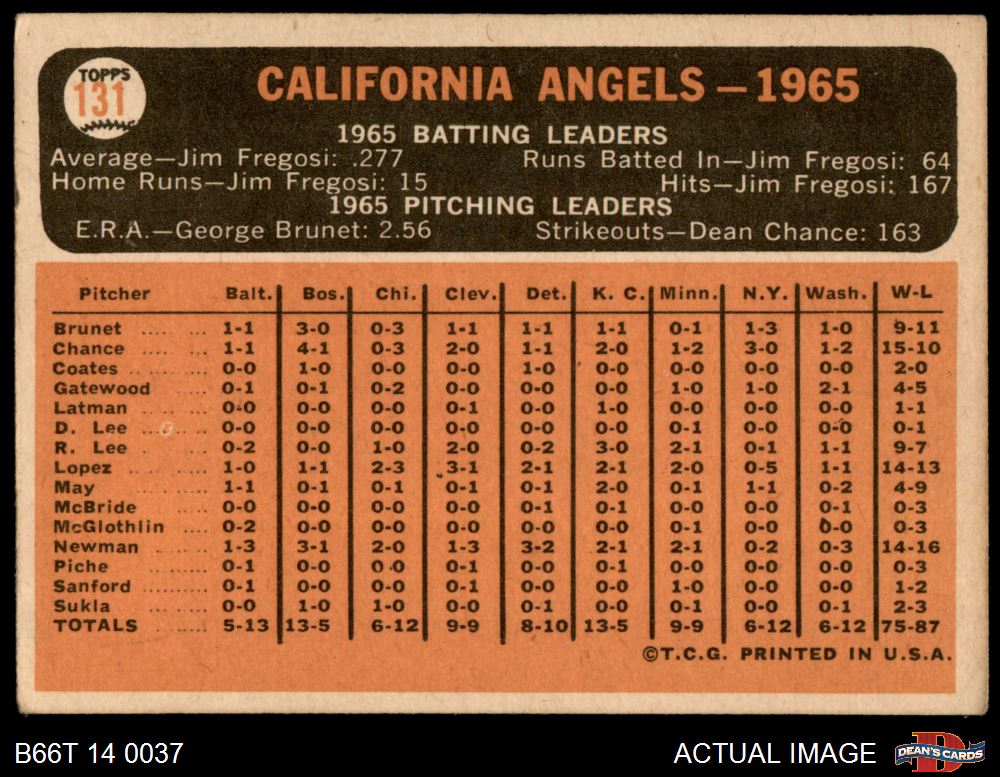 TOPPS
131
CALIFORNIA ANGELS — 1965
1965 BATTING LEADERS
Average—Jim Fregosi: .277 Runs Batted In—Jim Fregosi: 64
Home Runs—Jim Fregosi: 15 Hits—Jim Fregosi: 167
1965 PITCHING LEADERS
E.R.A.—George Brunet: 2.56 Strikeouts—Dean Chance: 163
Pitcher Balt. Bos. Chi. Clev. Det. K. C. Minn. N.Y. Wash. W-L
Brunet ..... ... 1-1 3-0 0-3 1-1 1-1 1-1 0-1 1-3 1-0 9-11
Chance .... ... 1-1 4-1 0-3 2-0 1-1 2-0 1-2 3-0 1-2 15-10
Coates .. ...... 0-0 1-0 0-0 0-0 1-0 0-0 0-0 0-0 0-0 2-0
Gatewood .... 0-1 0-1 0-2 0-0 0-0 0-0 1-0 1-0 2-1 4-5
Latman .. .. ... 0-0 0-0 0-0 0-1 0-0 1-0 0-0 0-0 0-0 1-1
D. Lee ... ..... 0-0 0-0 0-0 0-0 0-0 0-0 0-1 0-0 0-0 0-1
R. Lee . ...... 0-2 0-0 1-0 2-0 0-2 3-0 2-1 0-1 1-1 9-7
Lopez ..... ... 1-0 1-1 2-3 3-1 2-1 2-1 2-0 0-5 1-1 14-13
May ..... ... 1-1 0-1 0-1 0-1 0-1 2-0 0-1 1-1 0-2 4-9
McBride ...... 0-0 0-0 0-0 0-0 0-1 0-1 0-0 0-0 0-1 0-3
McGlothlin .... 0-2 0-0 0-0 0-0 0-0 0-0 0-1 0-0 0-0 0-3
Newman ...... 1-3 3-1 2-0 1-3 3-2 2-1 2-1 0-2 0-3 14-16
Piche .......... 0-1 0-0 0-0 0-1 0-0 0-1 0-0 0-0 0-0 0-3
Sanford ........ 0-1 0-0 0-0 0-1 0-0 0-0 1-0 0-0 0-0 1-2
Sukla .......... 0-0 1-0 1-0 0-0 0-1 0-0 0-1 0-0 0-1 2-3
TOTALS ....... 5-13 13-5 6-12 9-9 8-10 13-5 9-9 6-12 6-12 75-87
©T.C.G. PRINTED IN U.S.A.
B66T 14 0037 ACTUAL IMAGE
D
DEAN'S CARDS